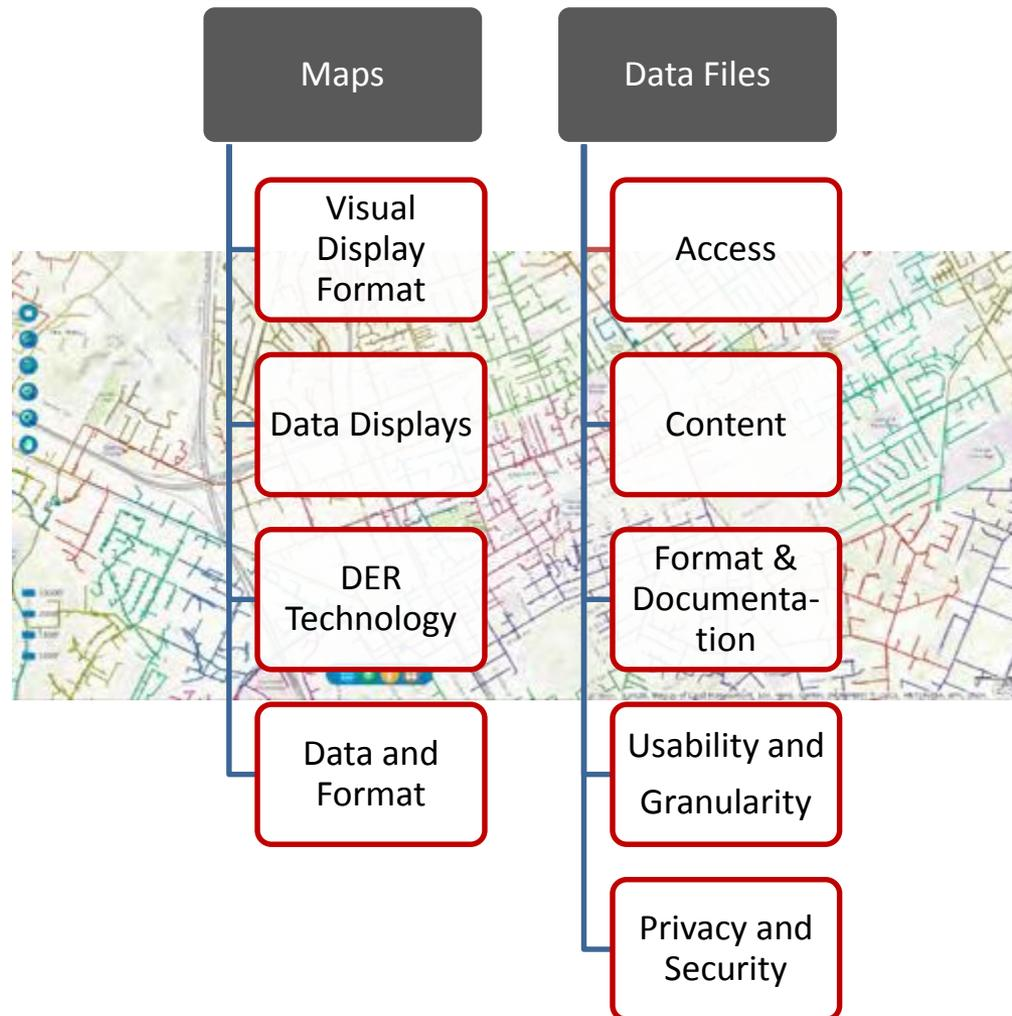 Maps
Visual
Display
Format
Data Displays
DER
Technology
Data and
Format
Data Files
Access
Content
Format &
Documenta-
tion
Usability and
Granularity
Privacy and
Security